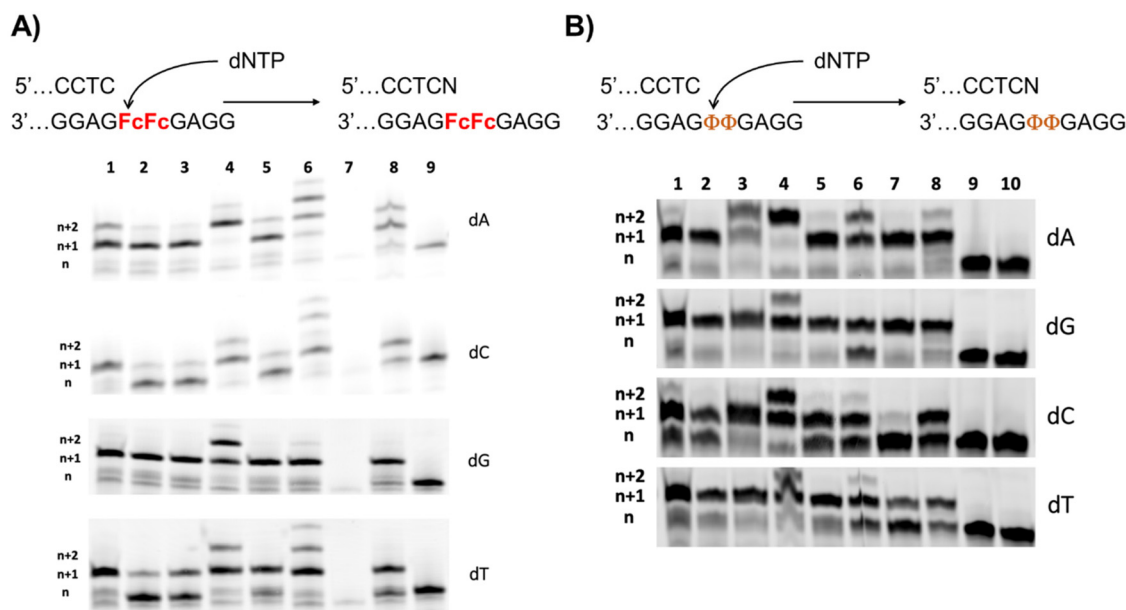 A)
dNTP
5’...CCTC
5’...CCTCN
3’...GGAGFcFcGAGG
3’...GGAGFcFcGAGG
1 2 3 4 5 6 7 8 9
n+2
n+1
n
dA
n+2
n+1
n
dC
n+2
n+1
n
dG
n+2
n+1
n
dT
B)
dNTP
5’...CCTC
5’...CCTCN
3’...GGAGΦΦGAGG
3’...GGAGΦΦGAGG
1 2 3 4 5 6 7 8 9 10
n+2
n+1
n
dA
n+2
n+1
n
dG
n+2
n+1
n
dC
n+2
n+1
n
dT